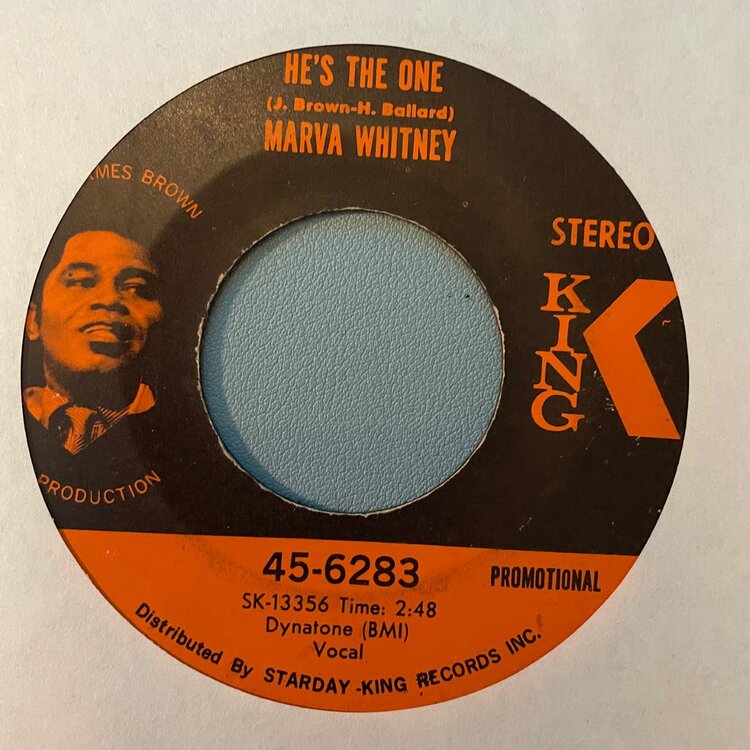 HE'S THE ONE
(J. Brown-H. Ballard)
MARVA WHITNEY
AMES BROWN
PRODUCTION
STEREO
KING
K
45-6283
SK-13356 Time: 2:48
Dynatone (BMI)
Vocal
PROMOTIONAL
Distributed By STARDAY-KING RECORDS INC.